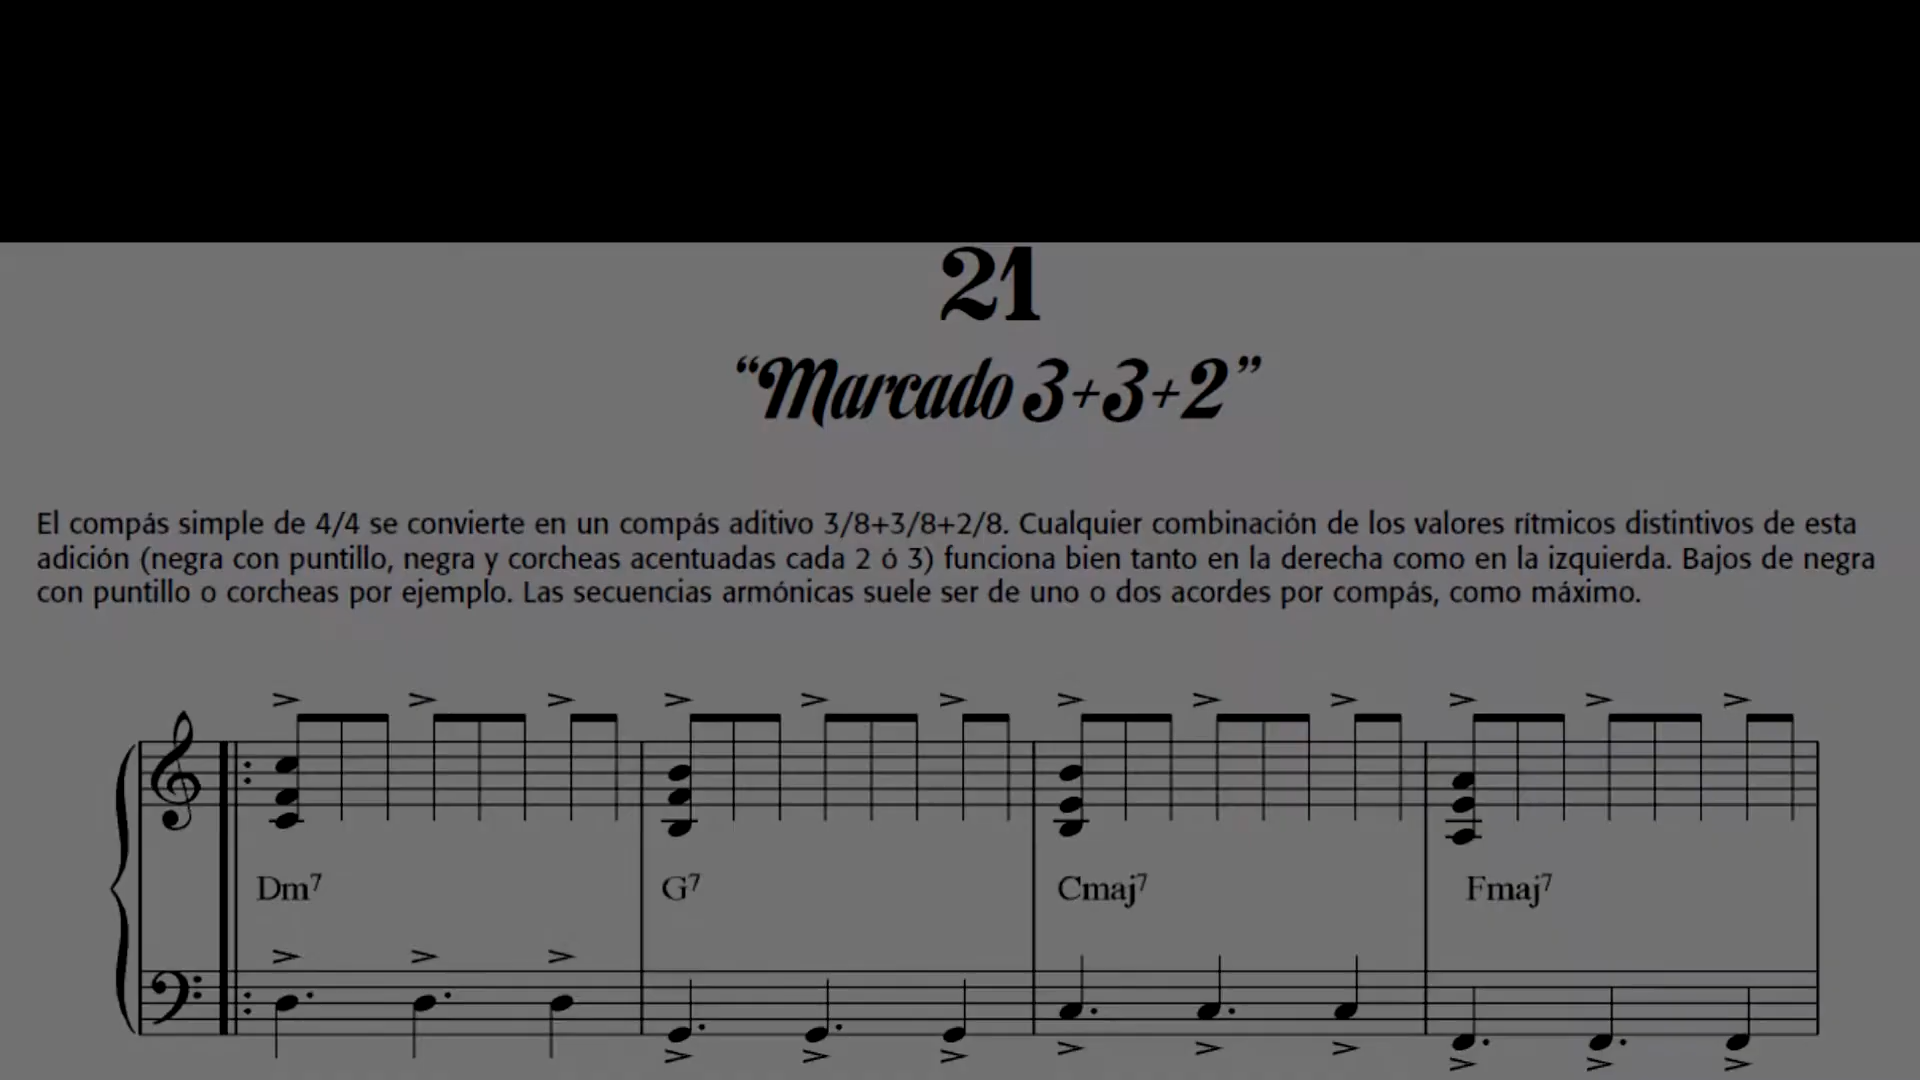 21
“Marcado 3+3+2”
El compás simple de 4/4 se convierte en un compás aditivo 3/8+3/8+2/8. Cualquier combinación de los valores rítmicos distintivos de esta
adición (negra con puntillo, negra y corcheas acentuadas cada 2 ó 3) funciona bien tanto en la derecha como en la izquierda. Bajos de negra
con puntillo o corcheas por ejemplo. Las secuencias armónicas suele ser de uno o dos acordes por compás, como máximo.
Dm7 G7 Cmaj7 Fmaj7